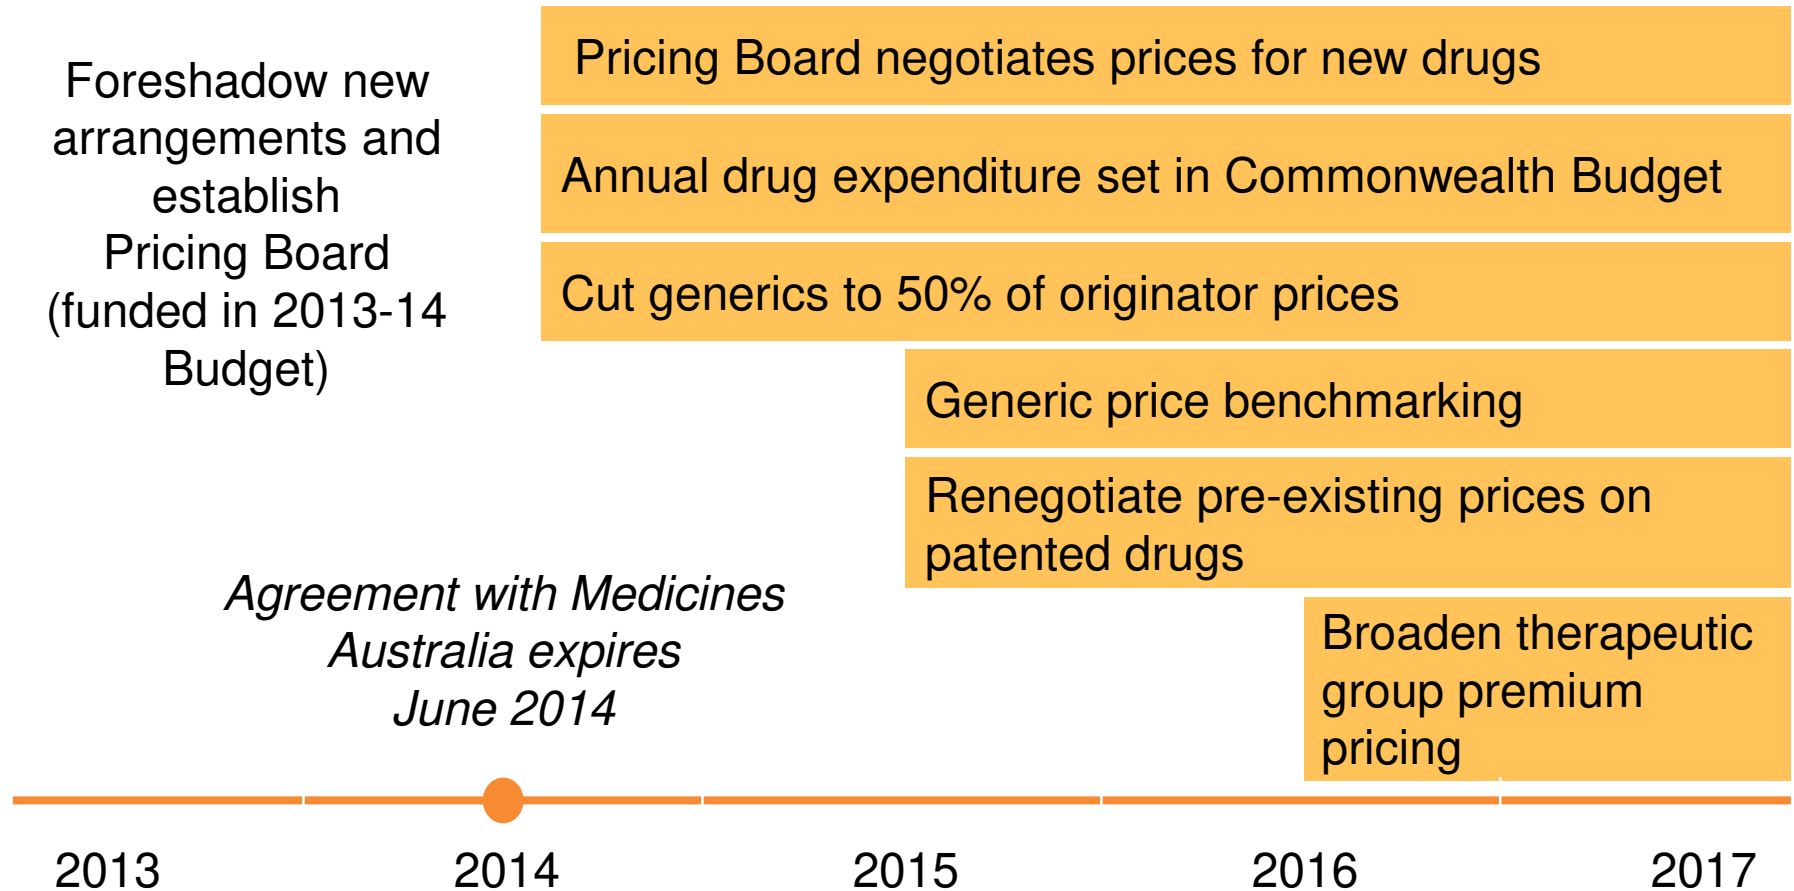 Foreshadow new
arrangements and
establish
Pricing Board
(funded in 2013-14
Budget)
Pricing Board negotiates prices for new drugs
Annual drug expenditure set in Commonwealth Budget
Cut generics to 50% of originator prices
Generic price benchmarking
Renegotiate pre-existing prices on
patented drugs
Agreement with Medicines
Australia expires
June 2014
Broaden therapeutic
group premium
pricing
2013 2014 2015 2016 2017